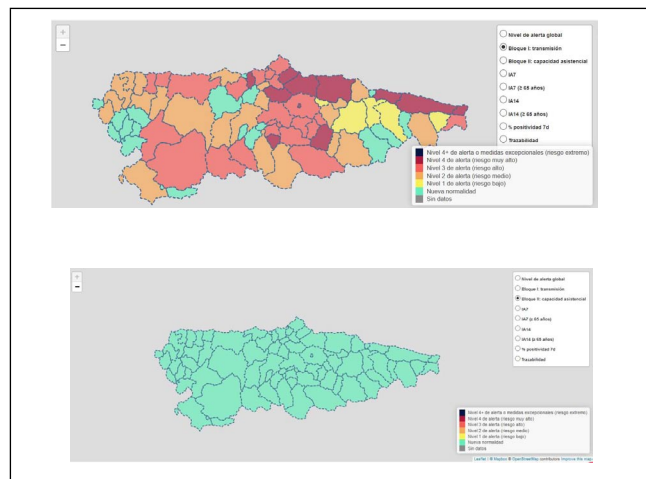 +
−
Nivel de alerta global
Bloque I: transmisión
Bloque II: capacidad asistencial
IA7
IA7 (≥ 65 años)
IA14
IA14 (≥ 65 años)
% positividad 7d
Trazabilidad
Nivel 4+ de alerta o medidas excepcionales (riesgo extremo)
Nivel 4 de alerta (riesgo muy alto)
Nivel 3 de alerta (riesgo alto)
Nivel 2 de alerta (riesgo medio)
Nivel 1 de alerta (riesgo bajo)
Nueva normalidad
Sin datos
+
−
Nivel de alerta global
Bloque I: transmisión
Bloque II: capacidad asistencial
IA7
IA7 (≥ 65 años)
IA14
IA14 (≥ 65 años)
% positividad 7d
Trazabilidad
Nivel 4+ de alerta o medidas excepcionales (riesgo extremo)
Nivel 4 de alerta (riesgo muy alto)
Nivel 3 de alerta (riesgo alto)
Nivel 2 de alerta (riesgo medio)
Nivel 1 de alerta (riesgo bajo)
Nueva normalidad
Sin datos
Leaflet | © Mapbox © OpenStreetMap contributors Improve this map